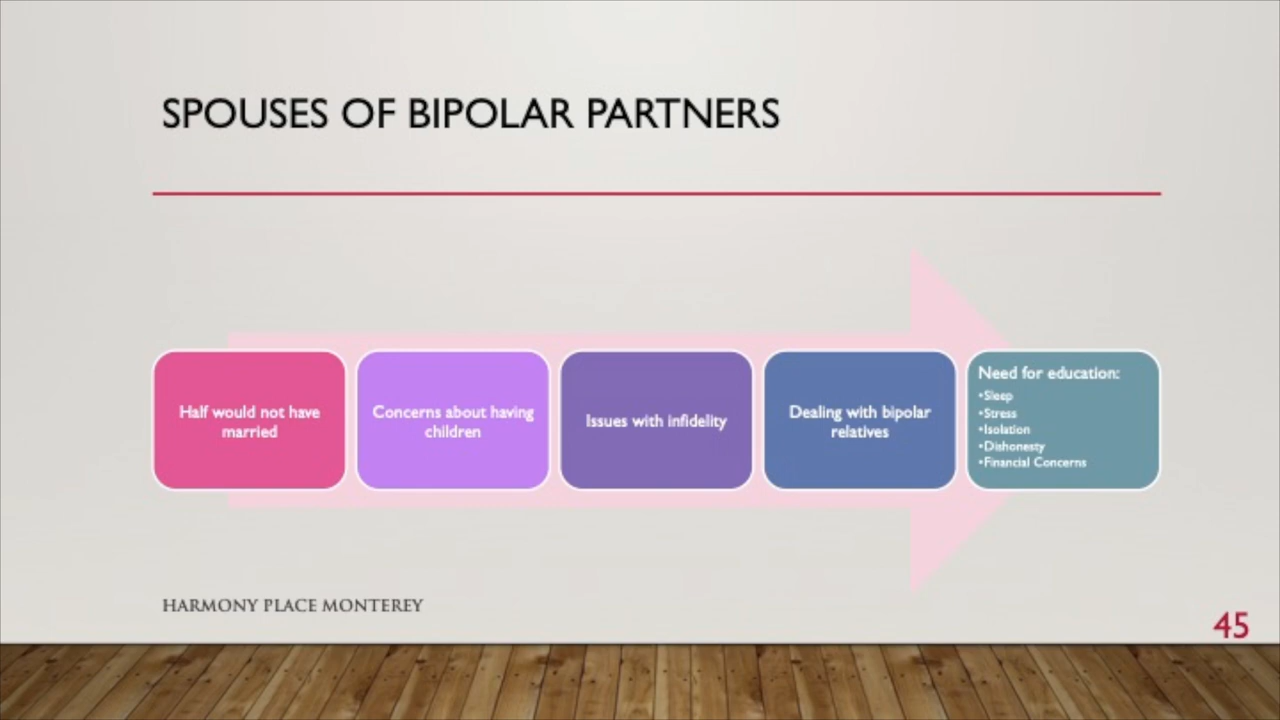 SPOUSES OF BIPOLAR PARTNERS
Half would not have
married
Concerns about having
children
Issues with infidelity
Dealing with bipolar
relatives
Need for education:
•Sleep
•Stress
•Isolation
•Dishonesty
•Financial Concerns
HARMONY PLACE MONTEREY
45